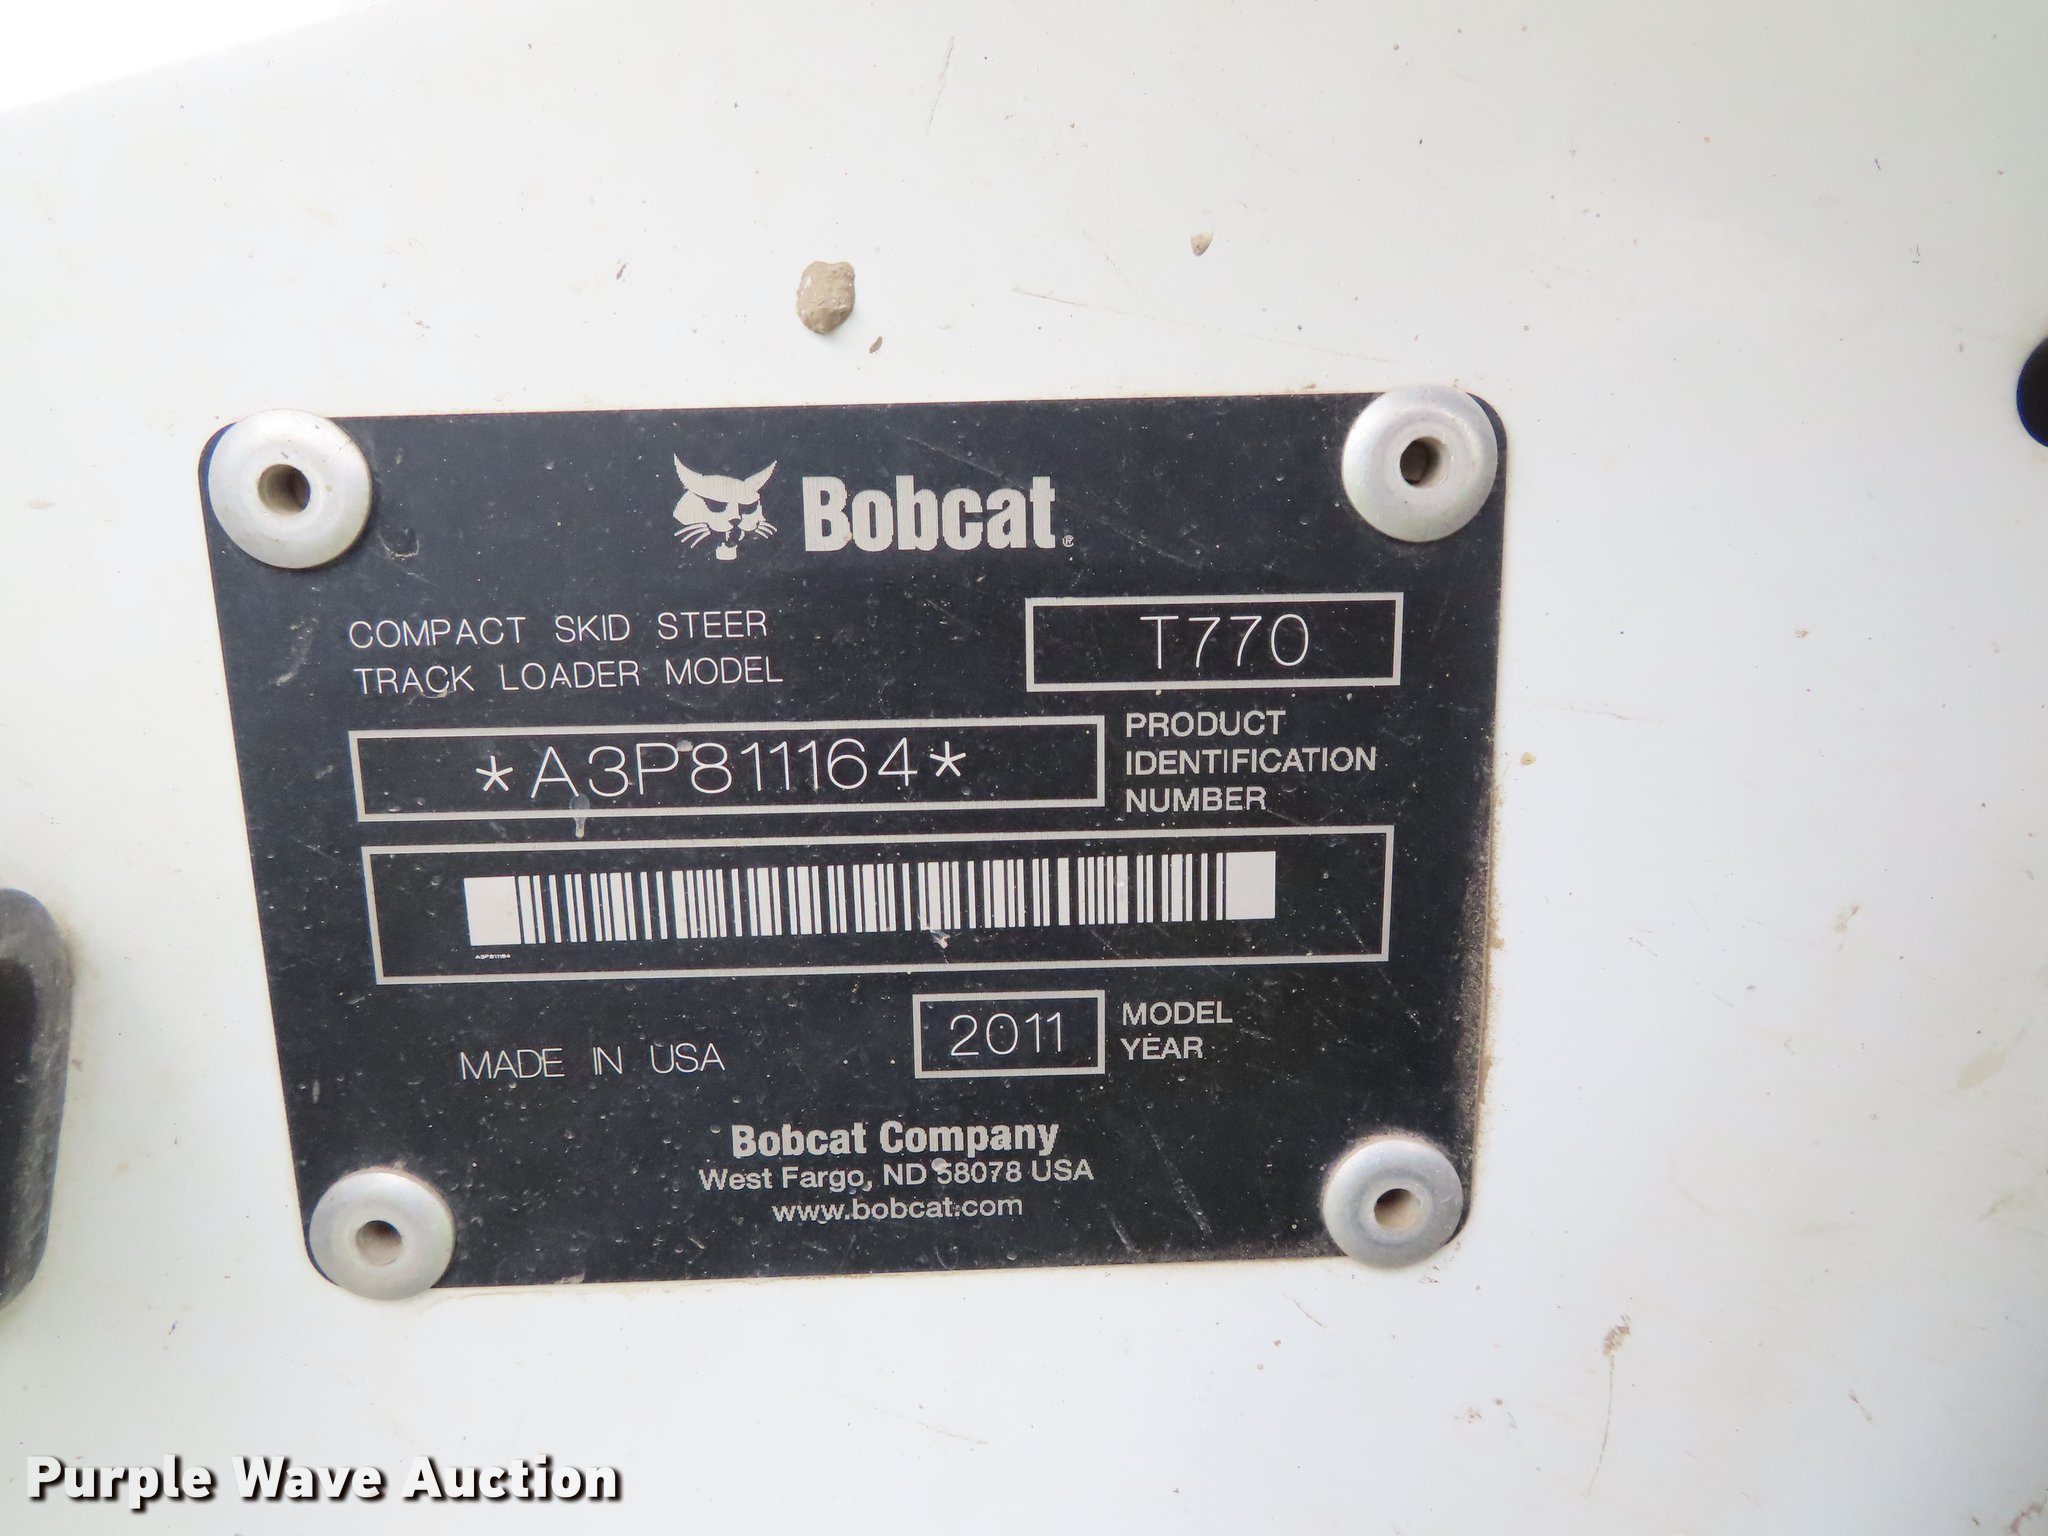 Bobcat®
COMPACT SKID STEER
TRACK LOADER MODEL
T770
*A3P811164*
PRODUCT
IDENTIFICATION
NUMBER
A3P811164
MADE IN USA
2011
MODEL
YEAR
Bobcat Company
West Fargo, ND 58078 USA
www.bobcat.com
Purple Wave Auction